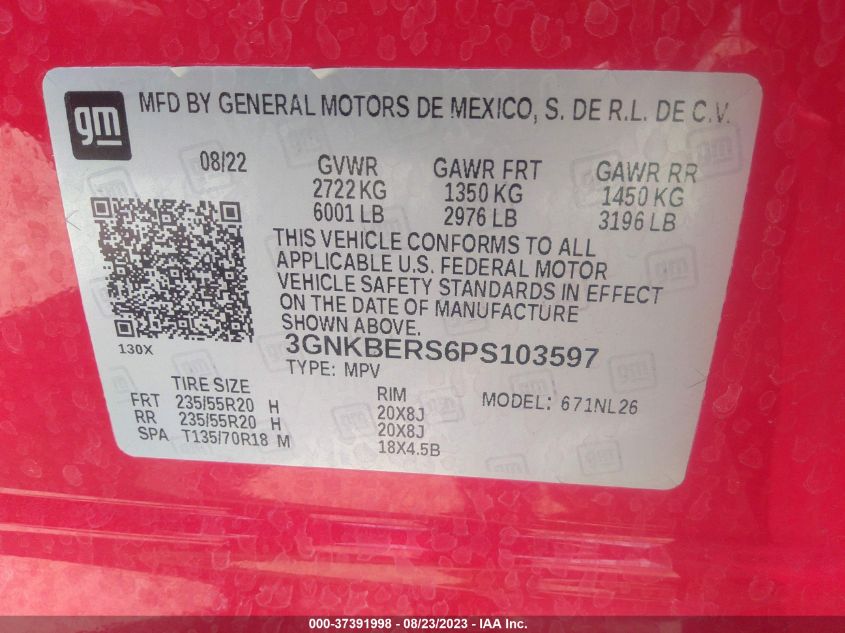 gm
MFD BY GENERAL MOTORS DE MEXICO, S. DE R.L. DE C.V.
08/22 GVWR GAWR FRT GAWR RR
2722 KG 1350 KG 1450 KG
6001 LB 2976 LB 3196 LB
THIS VEHICLE CONFORMS TO ALL
APPLICABLE U.S. FEDERAL MOTOR
VEHICLE SAFETY STANDARDS IN EFFECT
ON THE DATE OF MANUFACTURE
SHOWN ABOVE.
130X 3GNKBERS6PS103597
TYPE: MPV
TIRE SIZE RIM MODEL: 671NL26
FRT 235/55R20 H 20X8J
RR 235/55R20 H 20X8J
SPA T135/70R18 M 18X4.5B
000-37391998 - 08/23/2023 - IAA Inc.